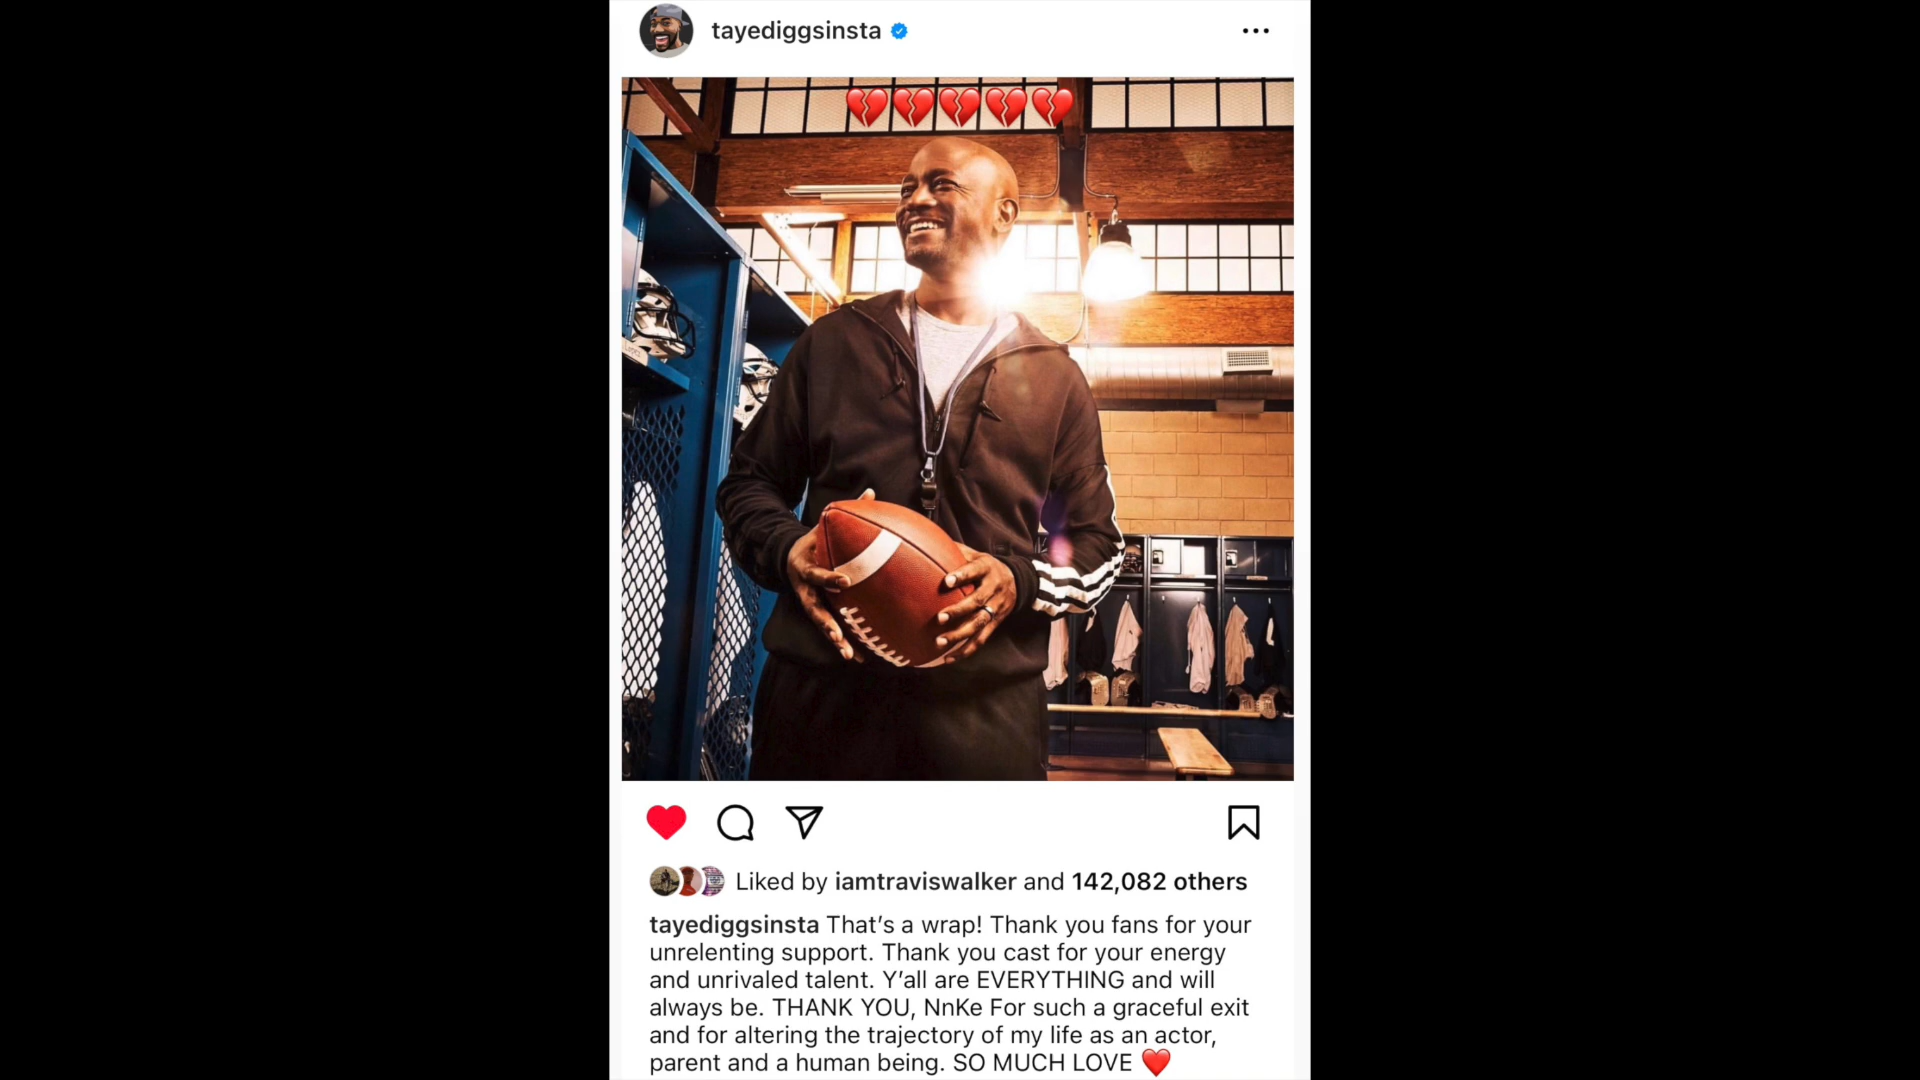 tayediggsinsta
💔💔💔💔💔
Liked by iamtraviswalker and 142,082 others
tayediggsinsta That’s a wrap! Thank you fans for your
unrelenting support. Thank you cast for your energy
and unrivaled talent. Y’all are EVERYTHING and will
always be. THANK YOU, NnKe For such a graceful exit
and for altering the trajectory of my life as an actor,
parent and a human being. SO MUCH LOVE ❤️